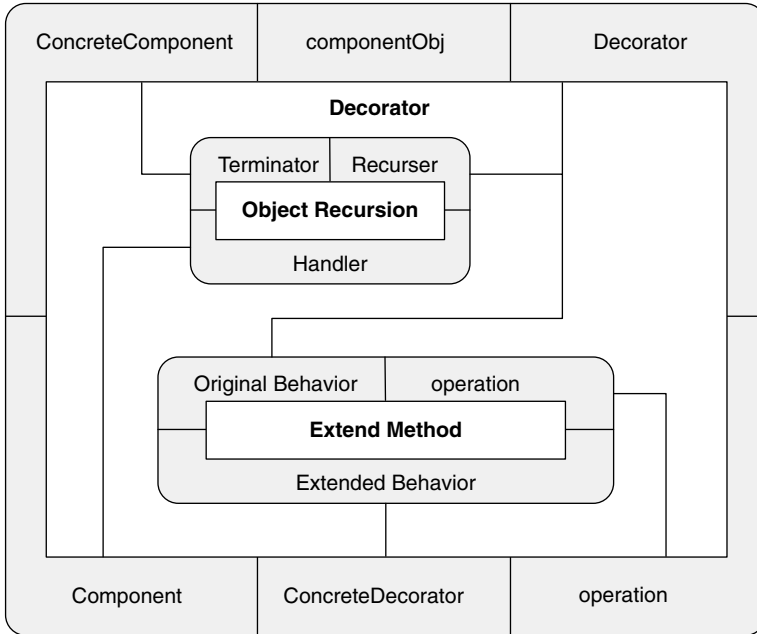 ConcreteComponent componentObj Decorator
Decorator
Terminator Recurser
Object Recursion
Handler
Original Behavior operation
Extend Method
Extended Behavior
Component ConcreteDecorator operation